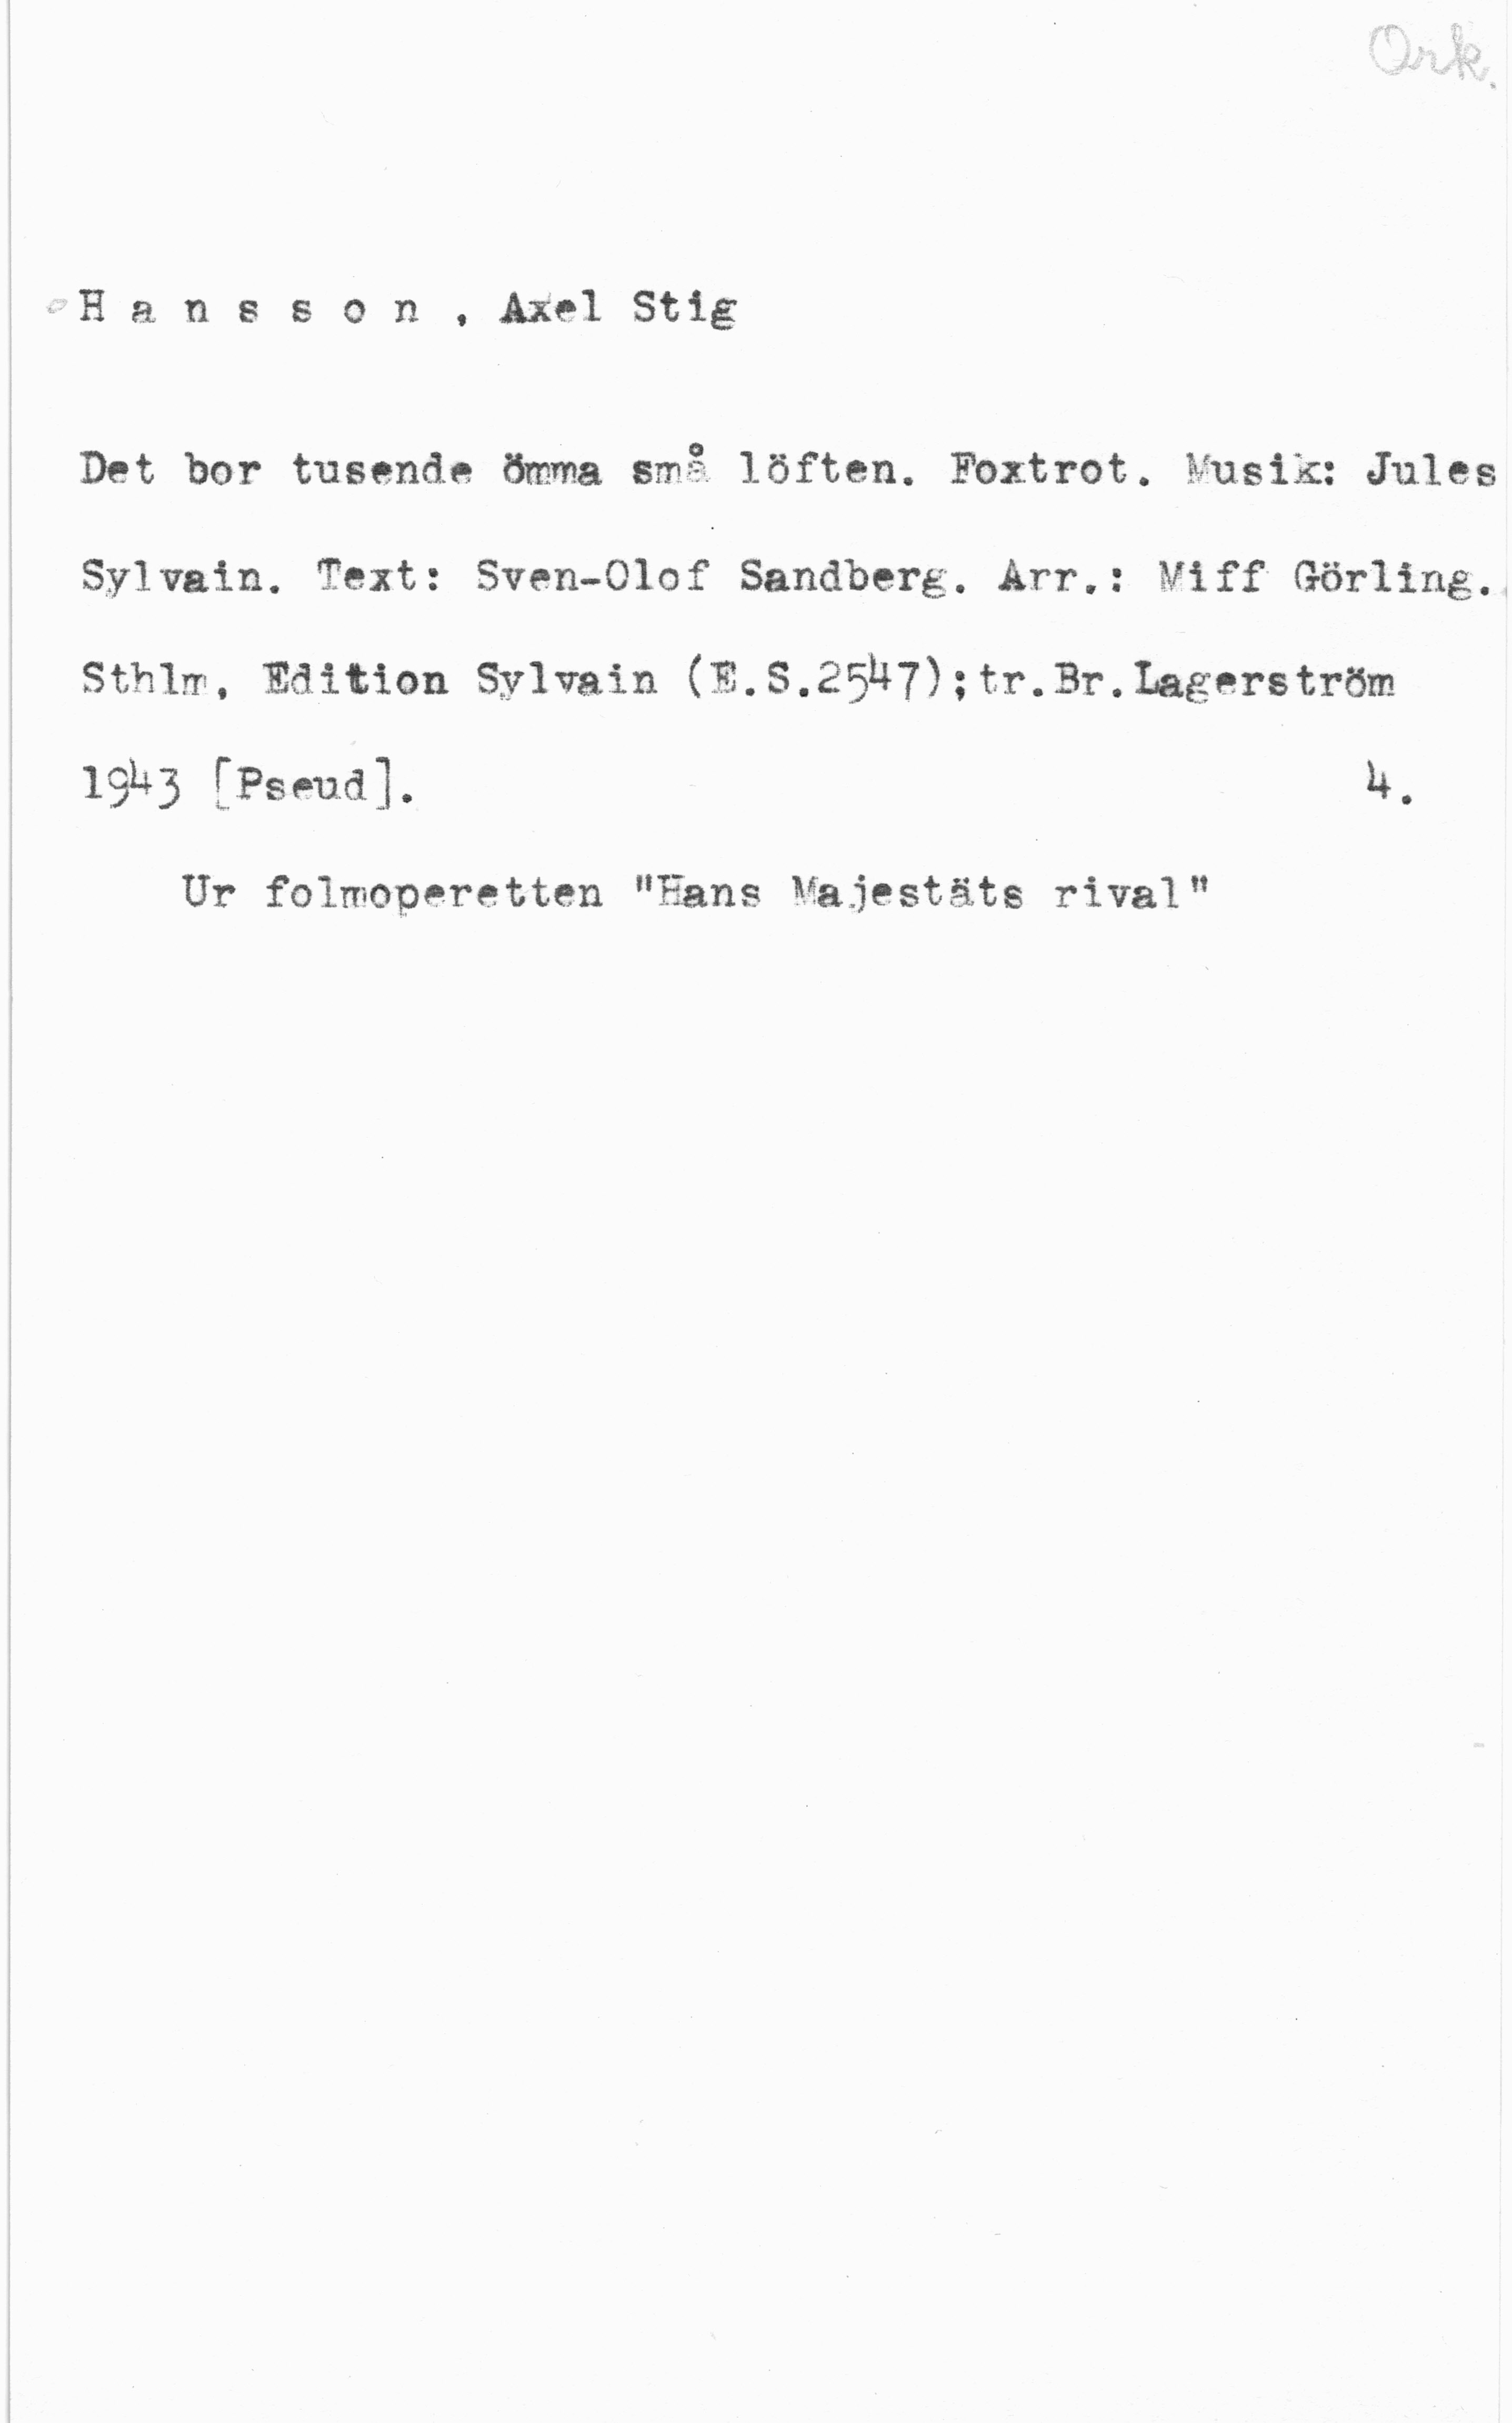 Ork.
H a n s s o n , Axel Stig
Det bor tusende ömma små löften. Foxtrot. Musik: Jules
Sylvain. Text: Sven-Olof Sandberg. Arr.: Miff Görling.
Sthlm, Edition Sylvain (E.S.2547);tr.Br.Lagerström
1943 [Pseud]. 4.
Ur folmoperetten "Hans Majestäts rival"